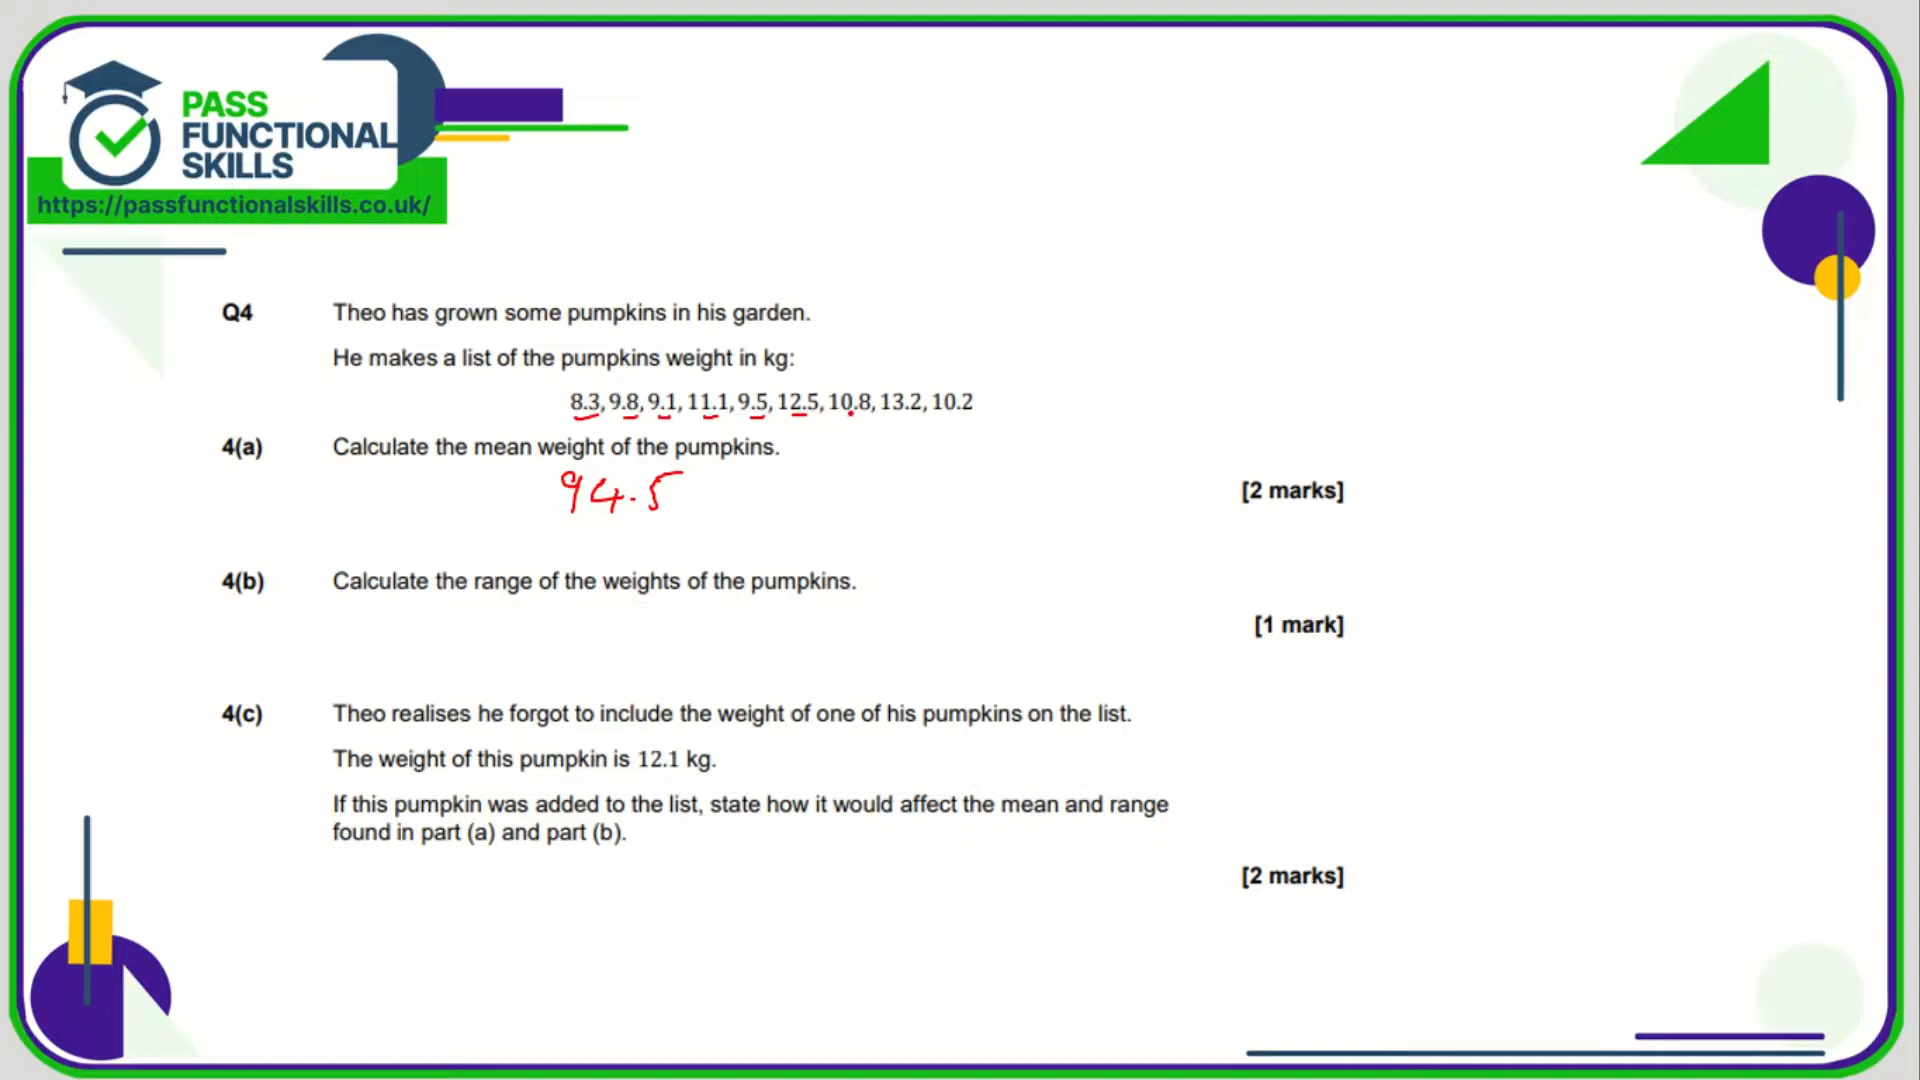 PASS
FUNCTIONAL
SKILLS
https://passfunctionalskills.co.uk/
Q4 Theo has grown some pumpkins in his garden.
He makes a list of the pumpkins weight in kg:
8.3, 9.8, 9.1, 11.1, 9.5, 12.5, 10.8, 13.2, 10.2
4(a) Calculate the mean weight of the pumpkins.
94.5
[2 marks]
4(b) Calculate the range of the weights of the pumpkins.
[1 mark]
4(c) Theo realises he forgot to include the weight of one of his pumpkins on the list.
The weight of this pumpkin is 12.1 kg.
If this pumpkin was added to the list, state how it would affect the mean and range
found in part (a) and part (b).
[2 marks]